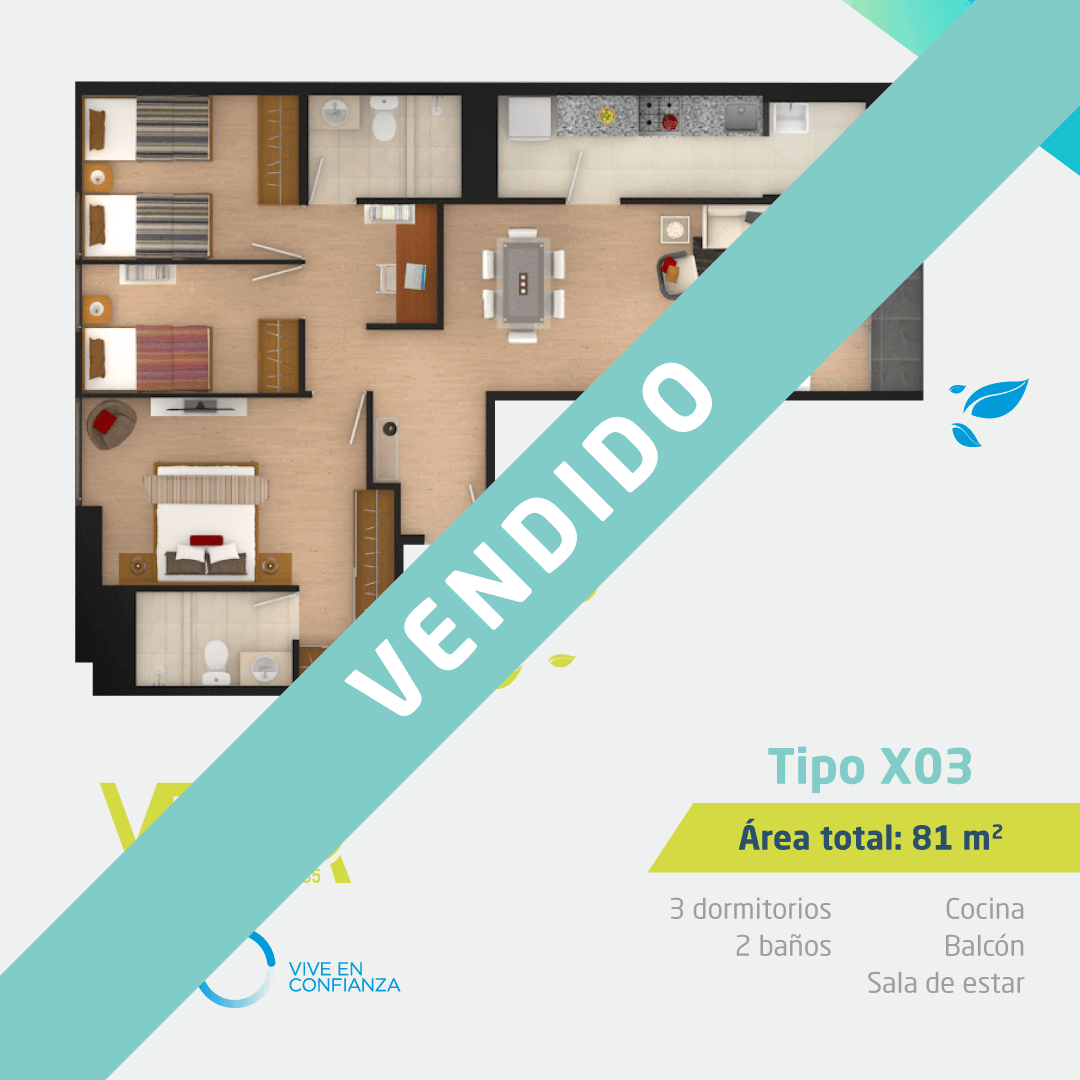 VENDIDO
Tipo X03
Área total: 81 m²
3 dormitorios
2 baños
Cocina
Balcón
Sala de estar
VIVE EN
CONFIANZA